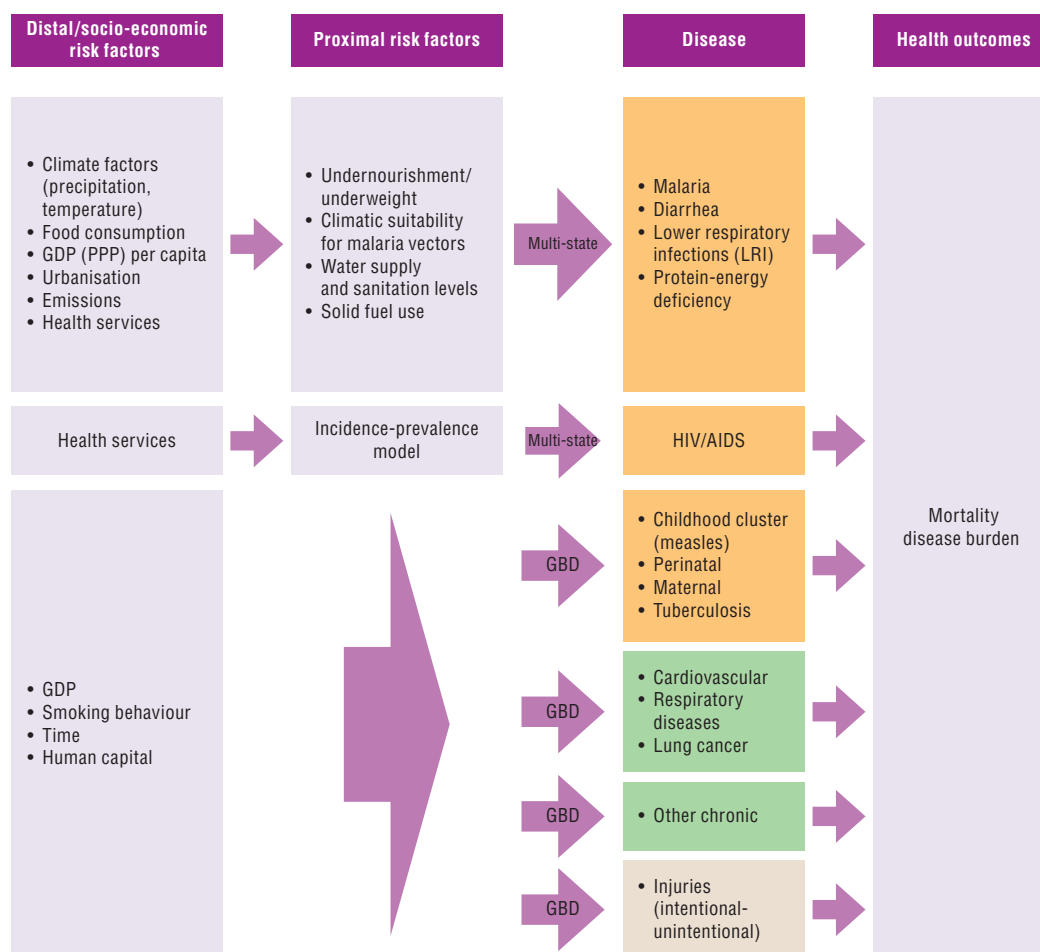 Distal/socio-economic
risk factors
Proximal risk factors
Disease
Health outcomes
• Climate factors
(precipitation,
temperature)
• Food consumption
• GDP (PPP) per capita
• Urbanisation
• Emissions
• Health services
• Undernourishment/
underweight
• Climatic suitability
for malaria vectors
• Water supply
and sanitation levels
• Solid fuel use
Multi-state
• Malaria
• Diarrhea
• Lower respiratory
infections (LRI)
• Protein-energy
deficiency
Health services
Incidence-prevalence
model
Multi-state
HIV/AIDS
• GDP
• Smoking behaviour
• Time
• Human capital
GBD
• Childhood cluster
(measles)
• Perinatal
• Maternal
• Tuberculosis
GBD
• Cardiovascular
• Respiratory
diseases
• Lung cancer
GBD
• Other chronic
GBD
• Injuries
(intentional-
unintentional)
Mortality
disease burden